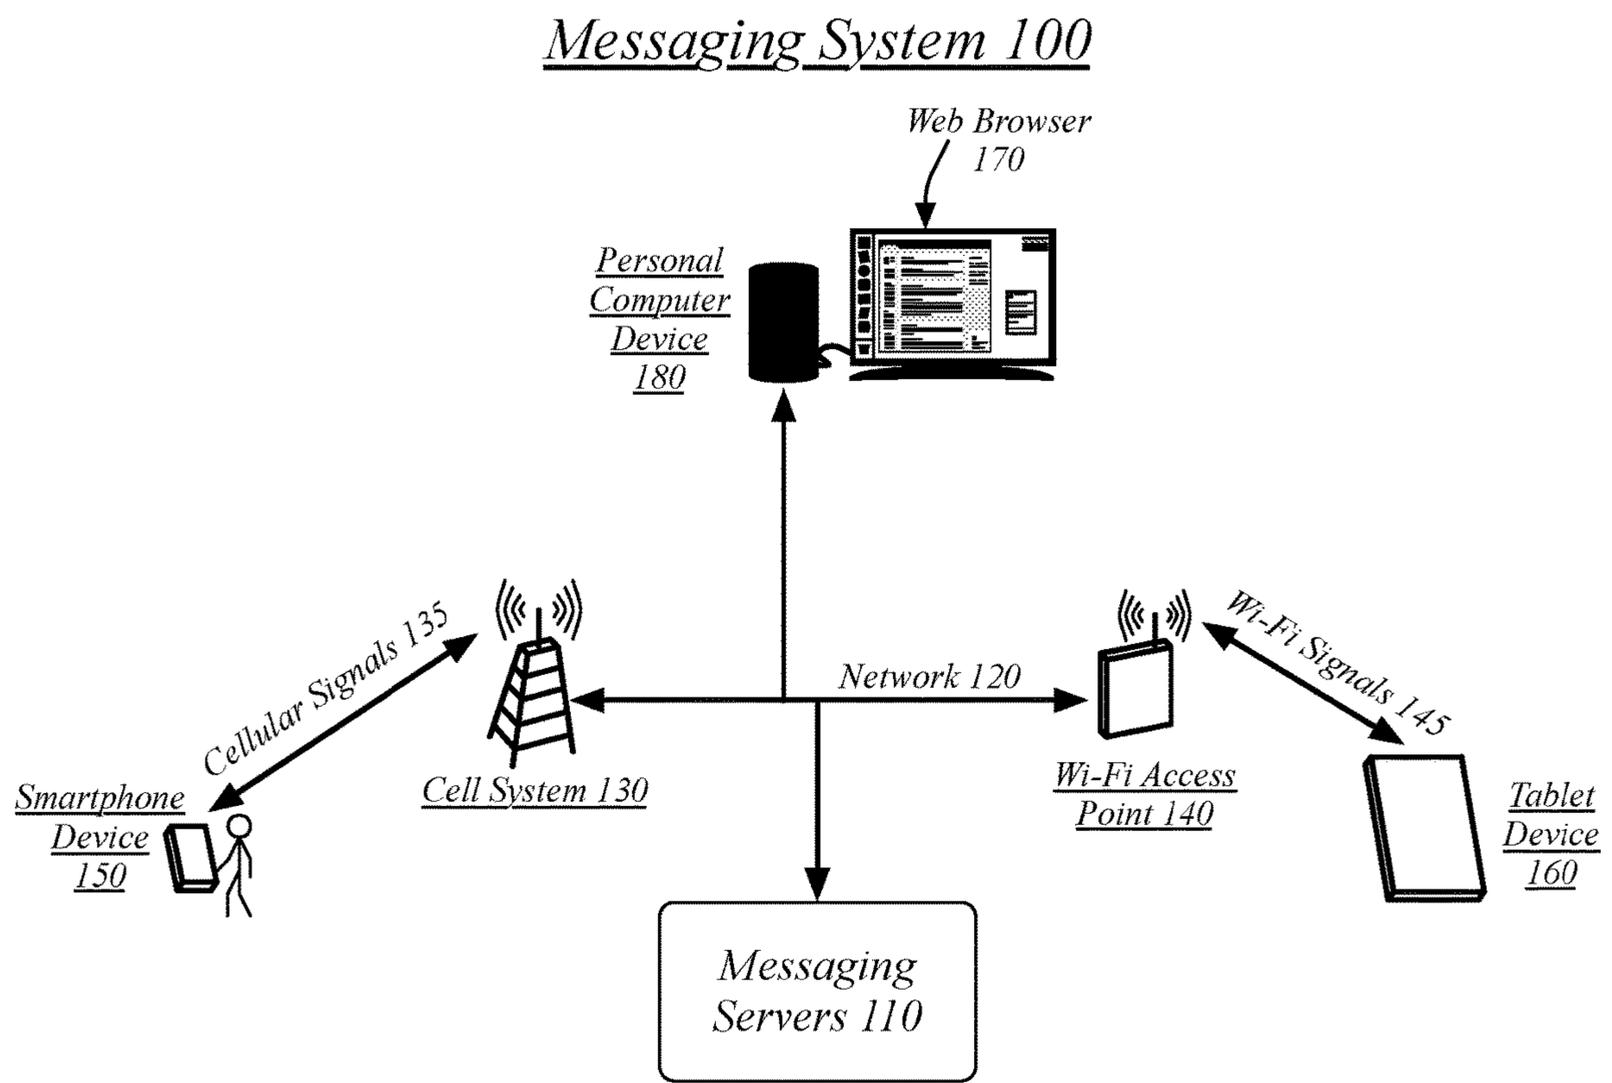 Messaging System 100
Web Browser
170
Personal
Computer
Device
180
Cellular Signals 135
Wi-Fi Signals 145
Network 120
Cell System 130
Wi-Fi Access
Point 140
Smartphone
Device
150
Tablet
Device
160
Messaging
Servers 110